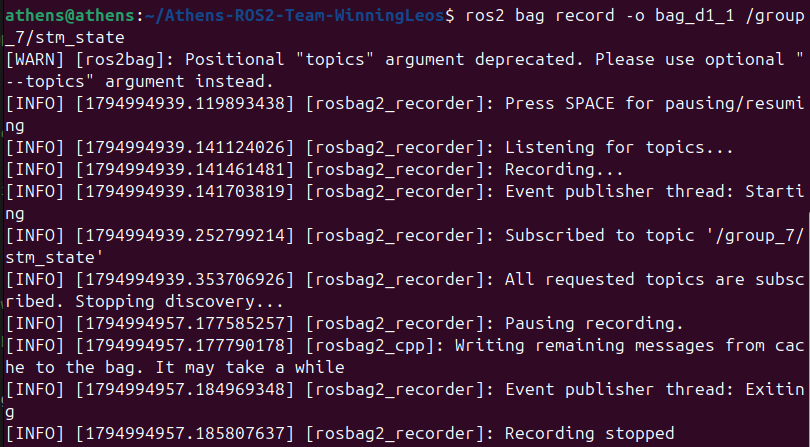 athens@athens:~/Athens-ROS2-Team-WinningLeos$ ros2 bag record -o bag_d1_1 /group
_7/stm_state
[WARN] [ros2bag]: Positional "topics" argument deprecated. Please use optional "
--topics" argument instead.
[INFO] [1794994939.119893438] [rosbag2_recorder]: Press SPACE for pausing/resumi
ng
[INFO] [1794994939.141124026] [rosbag2_recorder]: Listening for topics...
[INFO] [1794994939.141461481] [rosbag2_recorder]: Recording...
[INFO] [1794994939.141703819] [rosbag2_recorder]: Event publisher thread: Starti
ng
[INFO] [1794994939.252799214] [rosbag2_recorder]: Subscribed to topic '/group_7/
stm_state'
[INFO] [1794994939.353706926] [rosbag2_recorder]: All requested topics are subsc
ribed. Stopping discovery...
[INFO] [1794994957.177585257] [rosbag2_recorder]: Pausing recording.
[INFO] [1794994957.177790178] [rosbag2_cpp]: Writing remaining messages from cac
he to the bag. It may take a while
[INFO] [1794994957.184969348] [rosbag2_recorder]: Event publisher thread: Exitin
g
[INFO] [1794994957.185807637] [rosbag2_recorder]: Recording stopped